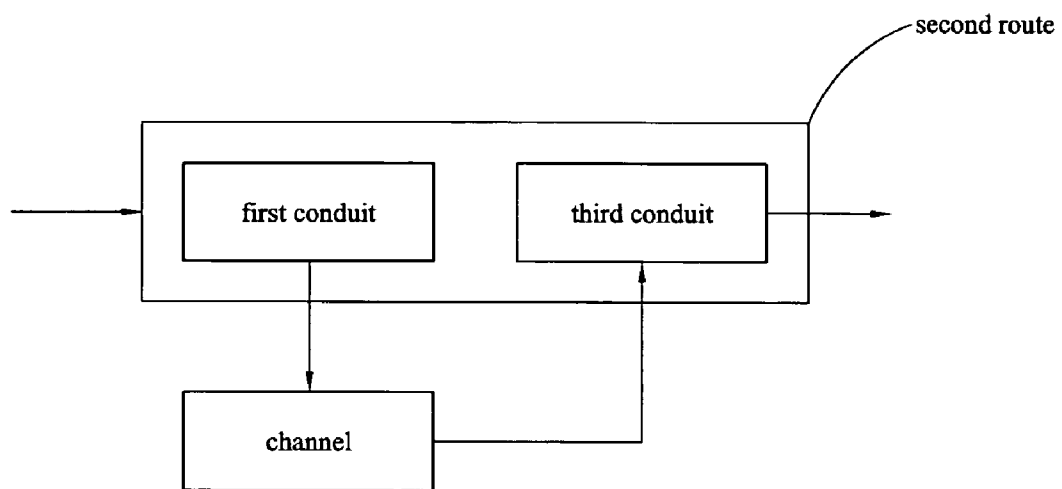 second route
first conduit
third conduit
channel